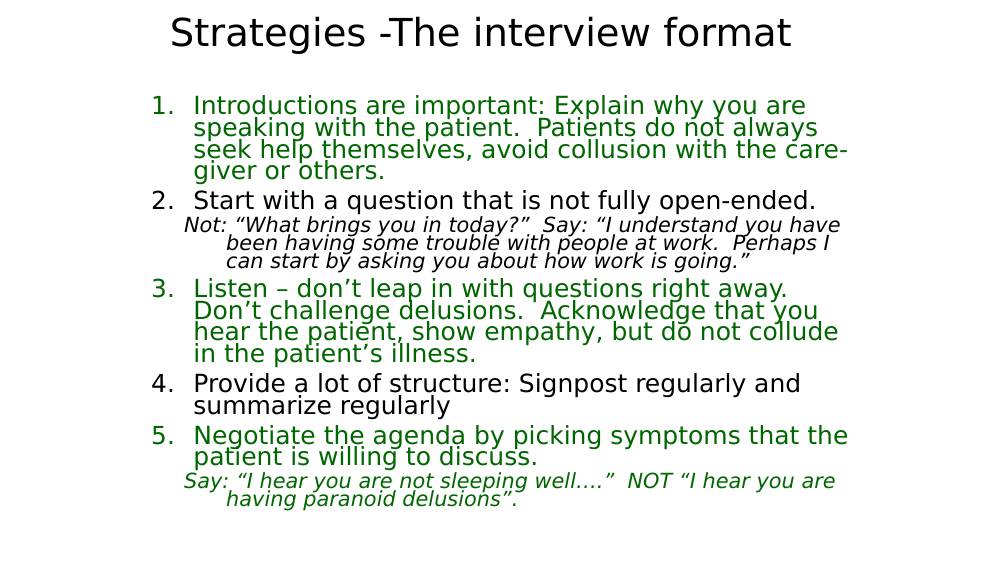 Strategies -The interview format
1. Introductions are important: Explain why you are
speaking with the patient.  Patients do not always
seek help themselves, avoid collusion with the care-
giver or others.
2. Start with a question that is not fully open-ended.
Not: “What brings you in today?”  Say: “I understand you have
been having some trouble with people at work.  Perhaps I
can start by asking you about how work is going.”
3. Listen – don’t leap in with questions right away.
Don’t challenge delusions.  Acknowledge that you
hear the patient, show empathy, but do not collude
in the patient’s illness.
4. Provide a lot of structure: Signpost regularly and
summarize regularly
5. Negotiate the agenda by picking symptoms that the
patient is willing to discuss.
Say: “I hear you are not sleeping well….”  NOT “I hear you are
having paranoid delusions”.